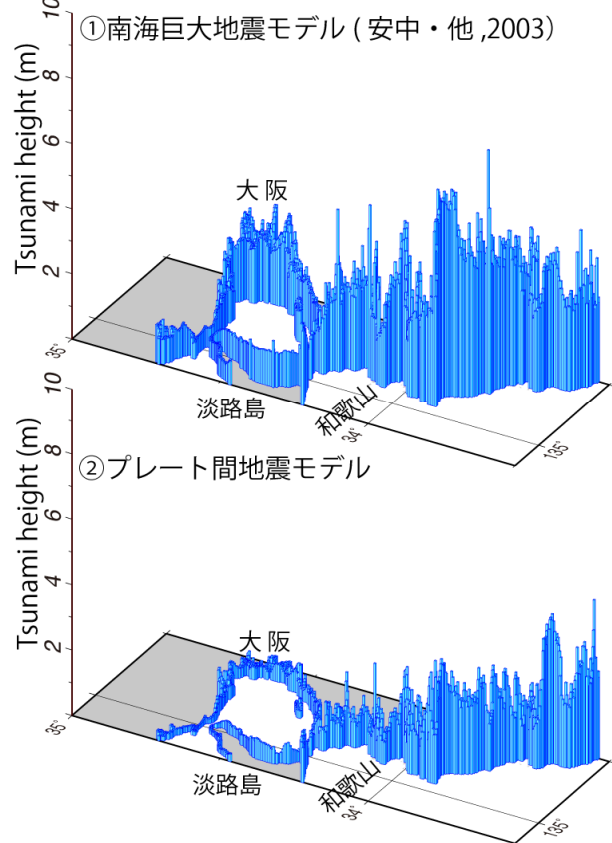 ①南海巨大地震モデル ( 安中・他 ,2003）
Tsunami height (m)
10
8
6
4
2
大 阪
35°
淡路島
和歌山
34°
135°
②プレート間地震モデル
Tsunami height (m)
10
8
6
4
2
大 阪
35°
淡路島
和歌山
34°
135°